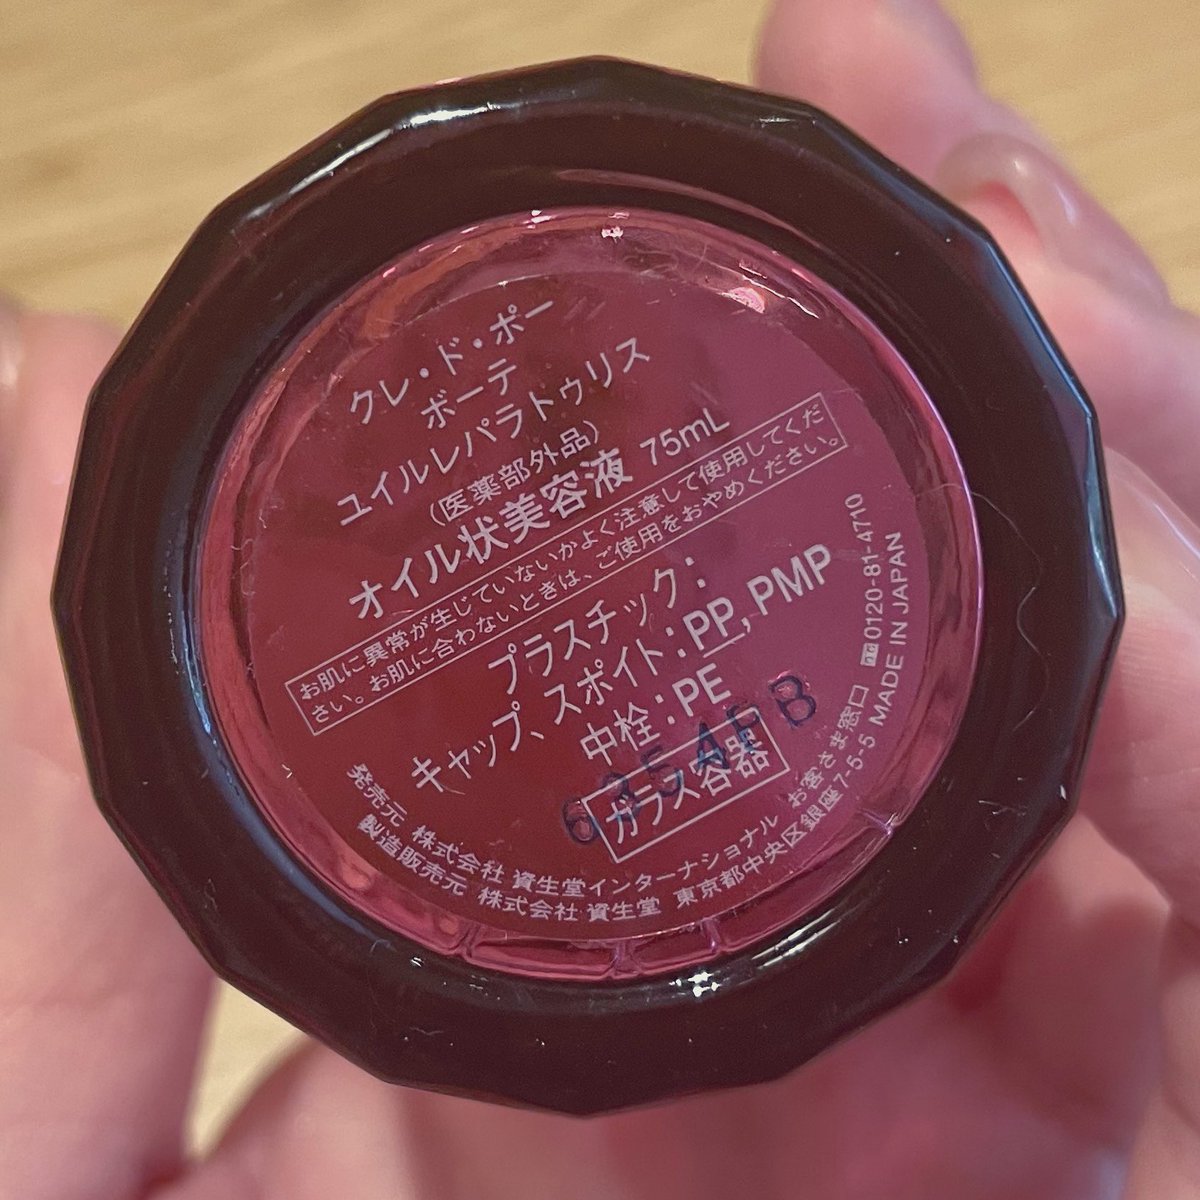 クレ・ド・ポー
ボーテ
ユイルレパラトゥリス
(医薬部外品)
オイル状美容液 75mL
お肌に異常が生じていないかよく注意して使用してくだ
さい。お肌に合わないときは、ご使用をおやめください。
プラスチック:
キャップ、スポイト:PP, PMP
中栓:PE
ガラス容器
発売元 株式会社 資生堂インターナショナル お客さま窓口 0120-81-4710
製造販売元 株式会社 資生堂 東京都中央区銀座7-5-5 MADE IN JAPAN